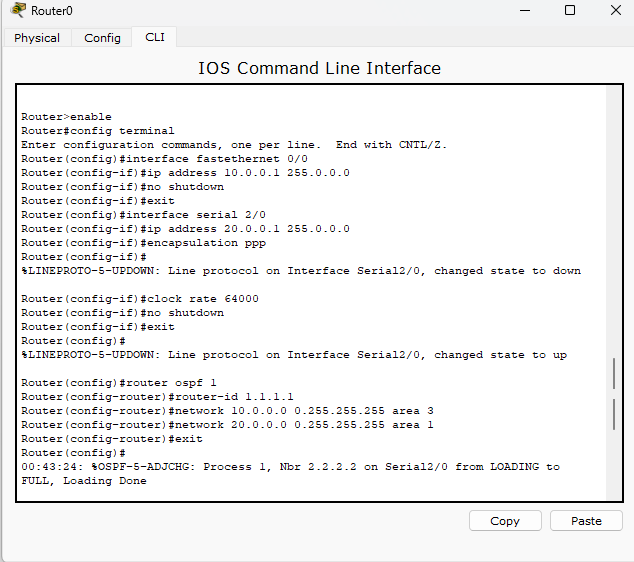 Router0
Physical Config CLI
IOS Command Line Interface
Router>enable
Router#config terminal
Enter configuration commands, one per line.  End with CNTL/Z.
Router(config)#interface fastethernet 0/0
Router(config-if)#ip address 10.0.0.1 255.0.0.0
Router(config-if)#no shutdown
Router(config-if)#exit
Router(config)#interface serial 2/0
Router(config-if)#ip address 20.0.0.1 255.0.0.0
Router(config-if)#encapsulation ppp
Router(config-if)#
%LINEPROTO-5-UPDOWN: Line protocol on Interface Serial2/0, changed state to down
Router(config-if)#clock rate 64000
Router(config-if)#no shutdown
Router(config-if)#exit
Router(config)#
%LINEPROTO-5-UPDOWN: Line protocol on Interface Serial2/0, changed state to up
Router(config)#router ospf 1
Router(config-router)#router-id 1.1.1.1
Router(config-router)#network 10.0.0.0 0.255.255.255 area 3
Router(config-router)#network 20.0.0.0 0.255.255.255 area 1
Router(config-router)#exit
Router(config)#
00:43:24: %OSPF-5-ADJCHG: Process 1, Nbr 2.2.2.2 on Serial2/0 from LOADING to
FULL, Loading Done
Copy Paste